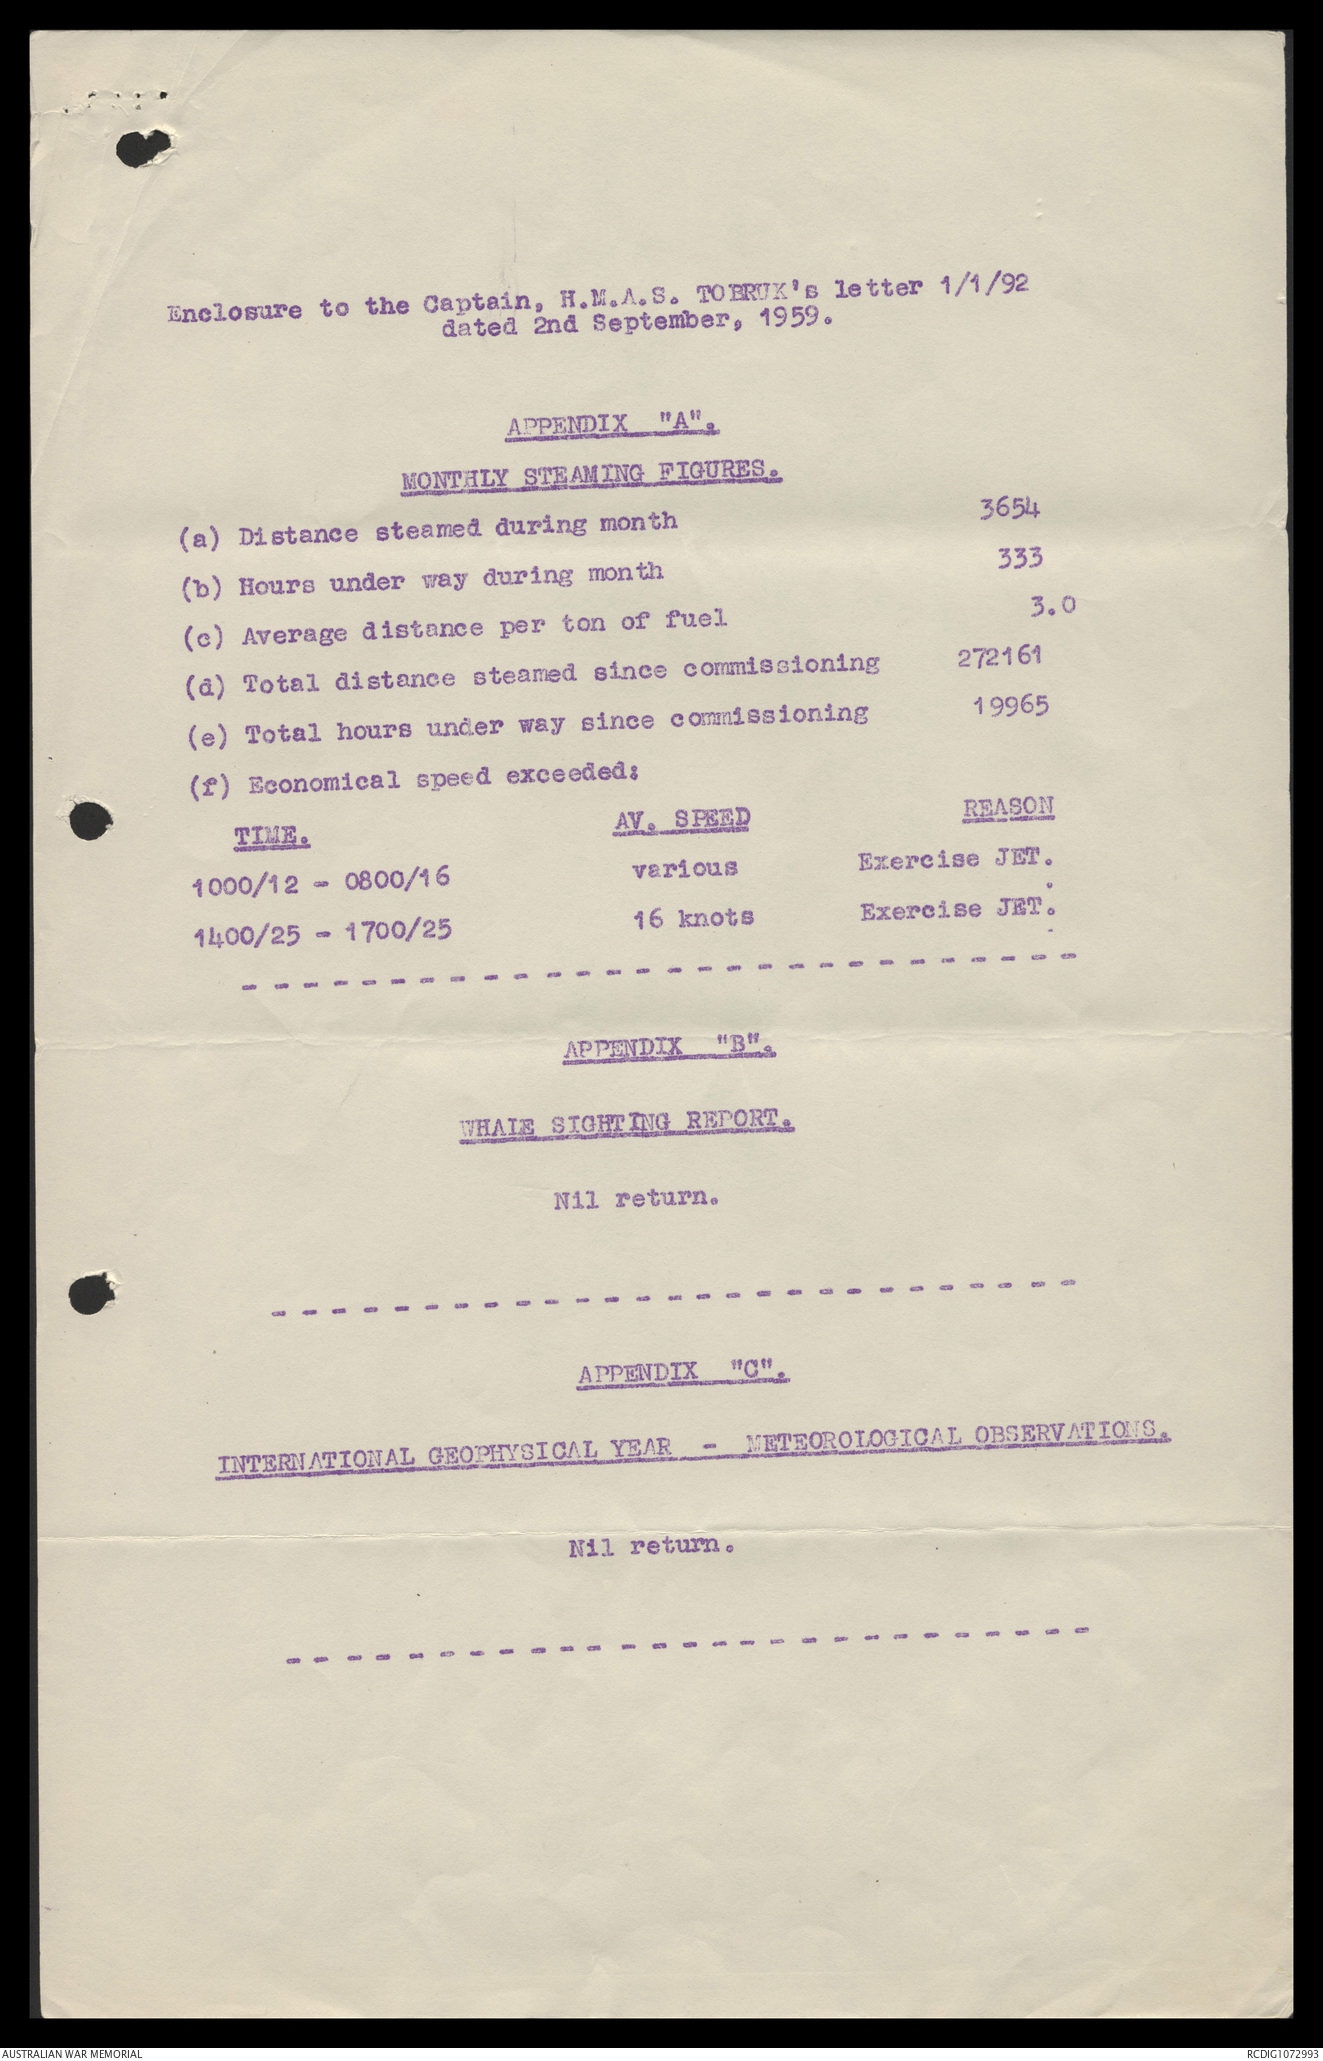 Enclosure to the Captain, H.M.A.S. TOBRUK's letter 1/1/92
dated 2nd September, 1959.
APPENDIX "A".
MONTHLY STEAMING FIGURES.
(a) Distance steamed during month 3654
(b) Hours under way during month 333
(c) Average distance per ton of fuel 3.0
(d) Total distance steamed since commissioning 272161
(e) Total hours under way since commissioning 19965
(f) Economical speed exceeded:
TIME. AV. SPEED REASON
1000/12 - 0800/16 various Exercise JET.
1400/25 - 1700/25 16 knots Exercise JET.
- - - - - - - - - - - - - - - - - - - - - - - - - - - -
APPENDIX "B".
WHALE SIGHTING REPORT.
Nil return.
- - - - - - - - - - - - - - - - - - - - - - - - - - -
APPENDIX "C".
INTERNATIONAL GEOPHYSICAL YEAR - METEOROLOGICAL OBSERVATIONS.
Nil return.
- - - - - - - - - - - - - - - - - - - - - - - - - - -
AUSTRALIAN WAR MEMORIAL RCDIG1072993